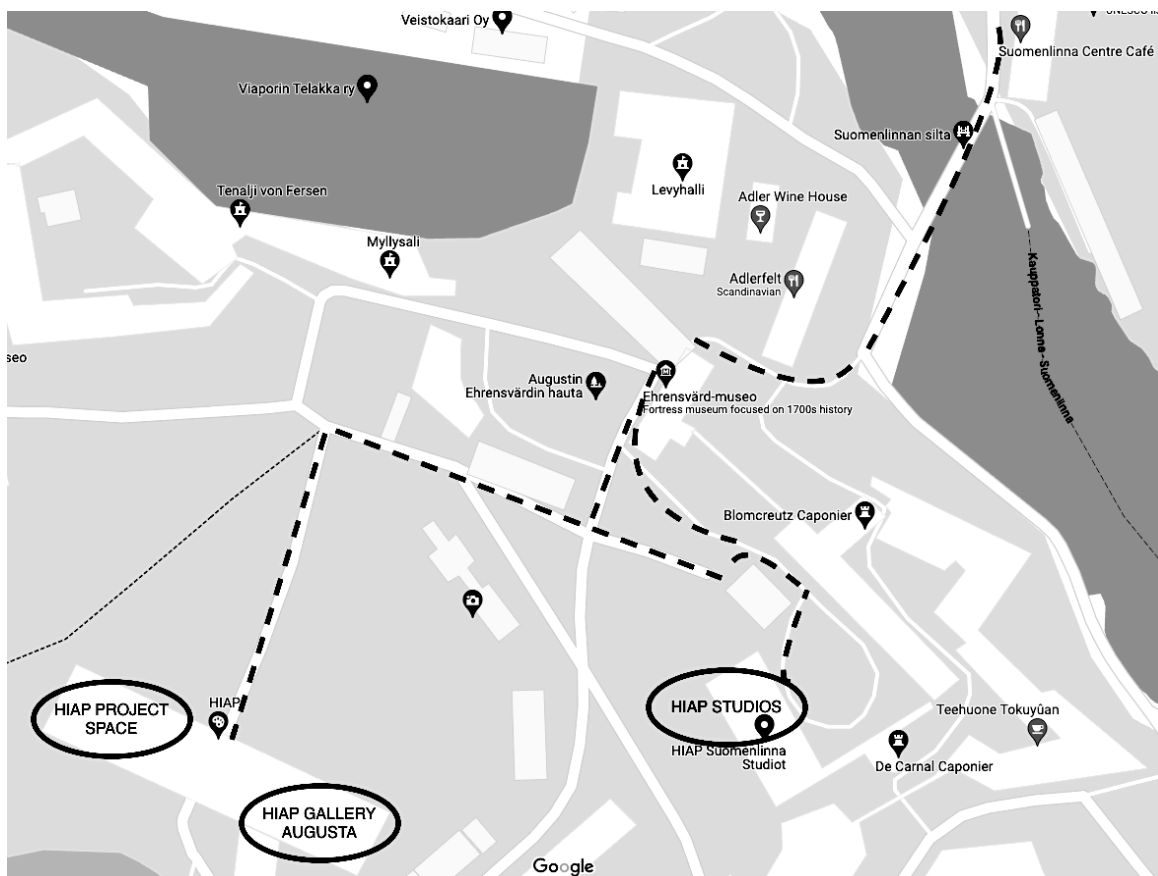 Veistokaari Oy
Suomenlinna Centre Café
Viaporin Telakka ry
Suomenlinnan silta
Levyhalli
Tenalji von Fersen
Adler Wine House
Myllysali
Adlerfelt
Scandinavian
Kauppatori - Lonna - Suomenlinna
seo
Augustin
Ehrensvärdin hauta
Ehrensvärd-museo
Fortress museum focused on 1700s history
Blomcreutz Caponier
HIAP PROJECT
SPACE
HIAP
HIAP STUDIOS
HIAP Suomenlinna
Studiot
Teehuone Tokuyûan
De Carnal Caponier
HIAP GALLERY
AUGUSTA
Google